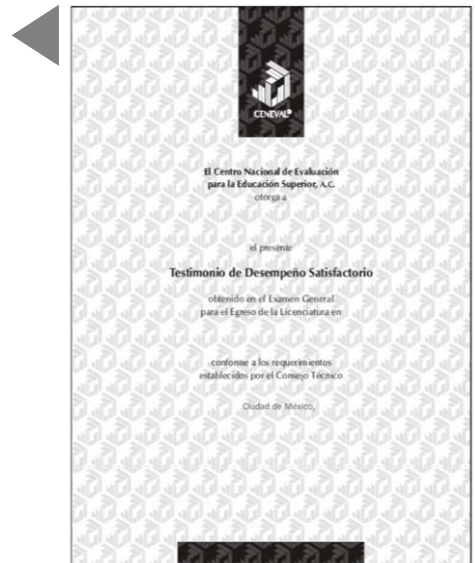 CENEVAL®
El Centro Nacional de Evaluación
para la Educación Superior, A.C.
otorga a
el presente
Testimonio de Desempeño Satisfactorio
obtenido en el Examen General
para el Egreso de la Licenciatura en
conforme a los requerimientos
establecidos por el Consejo Técnico
Ciudad de México,